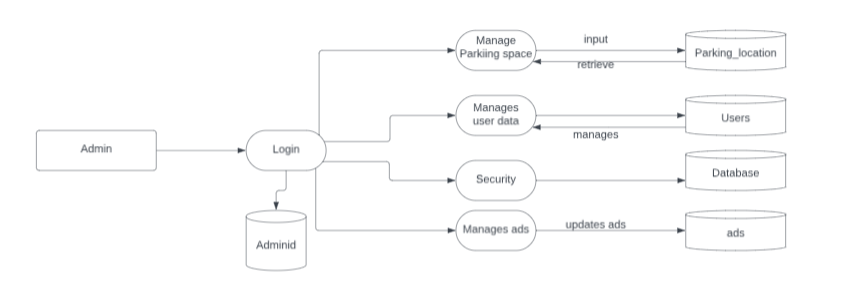 Manage
Parkiing space
input
retrieve
Parking_location
Manages
user data
manages
Users
Admin
Login
Security
Database
Adminid
Manages ads
updates ads
ads